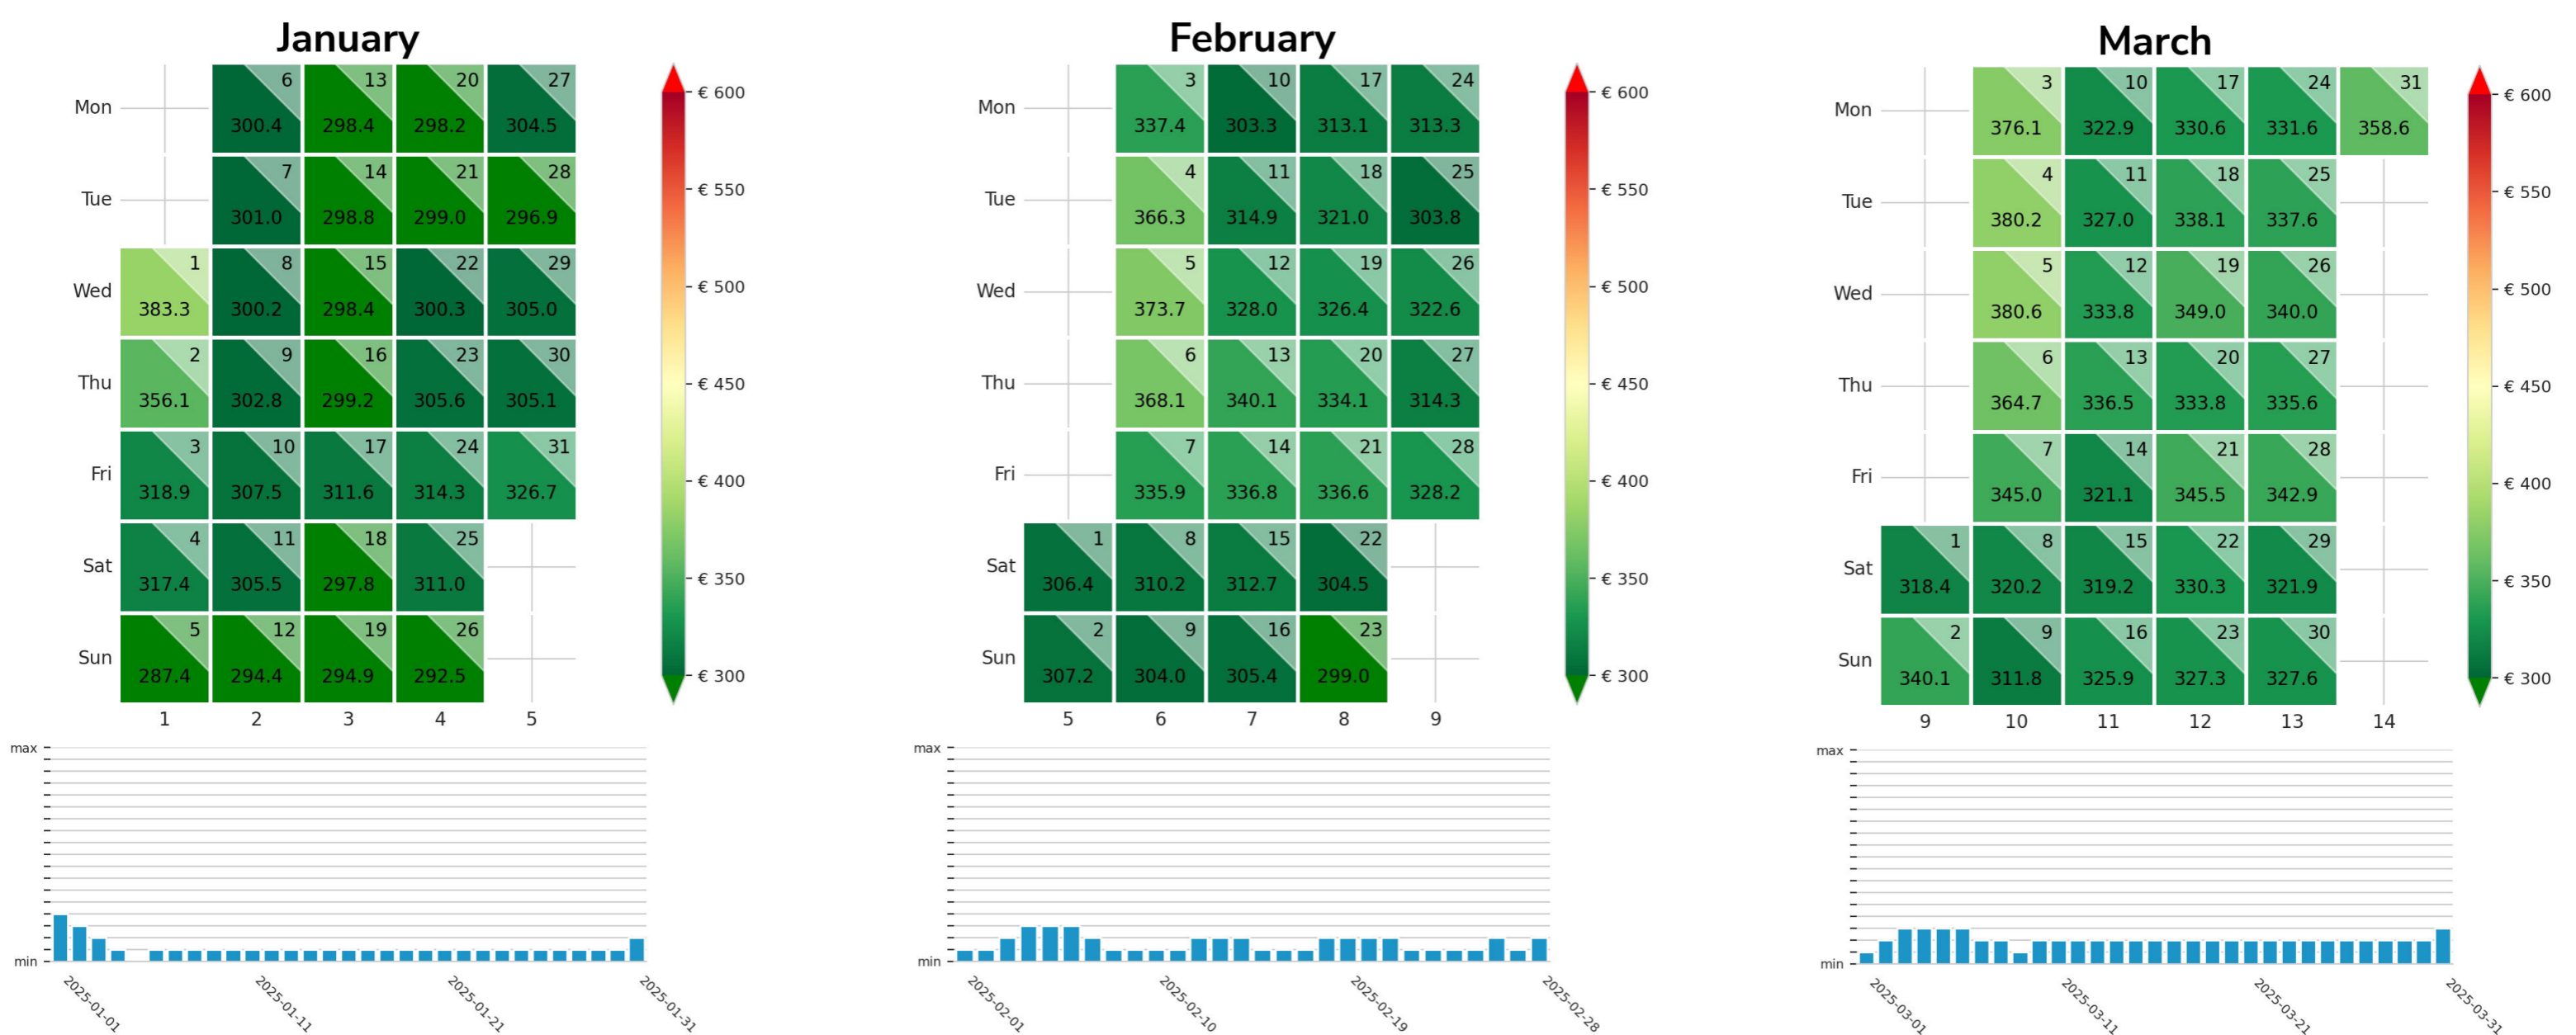 January
6 13 20 27
Mon 300.4 298.4 298.2 304.5
7 14 21 28
Tue 301.0 298.8 299.0 296.9
1 8 15 22 29
Wed 383.3 300.2 298.4 300.3 305.0
2 9 16 23 30
Thu 356.1 302.8 299.2 305.6 305.1
3 10 17 24 31
Fri 318.9 307.5 311.6 314.3 326.7
4 11 18 25
Sat 317.4 305.5 297.8 311.0
5 12 19 26
Sun 287.4 294.4 294.9 292.5
1 2 3 4 5
€ 600
€ 550
€ 500
€ 450
€ 400
€ 350
€ 300
max
min
2025-01-01 2025-01-11 2025-01-21 2025-01-31
February
3 10 17 24
Mon 337.4 303.3 313.1 313.3
4 11 18 25
Tue 366.3 314.9 321.0 303.8
5 12 19 26
Wed 373.7 328.0 326.4 322.6
6 13 20 27
Thu 368.1 340.1 334.1 314.3
7 14 21 28
Fri 335.9 336.8 336.6 328.2
1 8 15 22
Sat 306.4 310.2 312.7 304.5
2 9 16 23
Sun 307.2 304.0 305.4 299.0
5 6 7 8 9
€ 600
€ 550
€ 500
€ 450
€ 400
€ 350
€ 300
max
min
2025-02-01 2025-02-10 2025-02-19 2025-02-28
March
3 10 17 24 31
Mon 376.1 322.9 330.6 331.6 358.6
4 11 18 25
Tue 380.2 327.0 338.1 337.6
5 12 19 26
Wed 380.6 333.8 349.0 340.0
6 13 20 27
Thu 364.7 336.5 333.8 335.6
7 14 21 28
Fri 345.0 321.1 345.5 342.9
1 8 15 22 29
Sat 318.4 320.2 319.2 330.3 321.9
2 9 16 23 30
Sun 340.1 311.8 325.9 327.3 327.6
9 10 11 12 13 14
€ 600
€ 550
€ 500
€ 450
€ 400
€ 350
€ 300
max
min
2025-03-01 2025-03-11 2025-03-21 2025-03-31